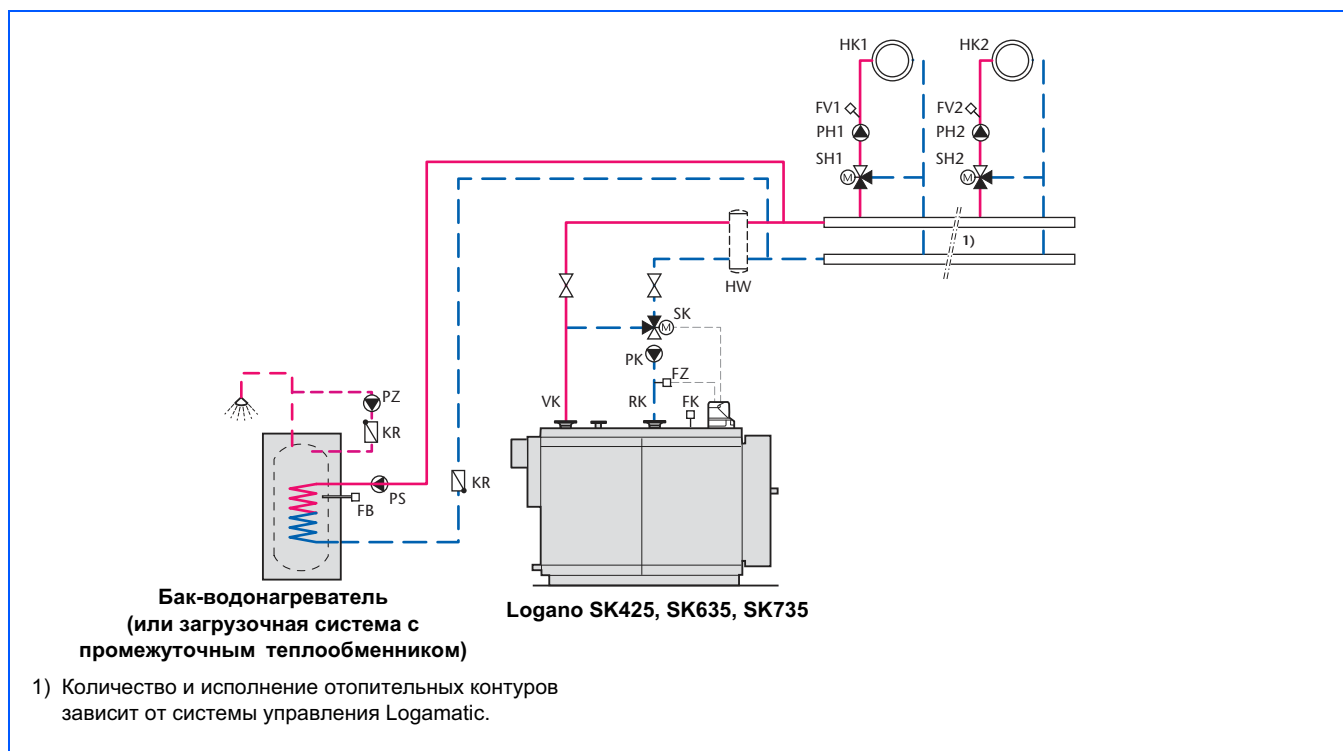 HK1
HK2
FV1
FV2
PH1
PH2
SH1
SH2
M
M
1)
HW
SK
M
PK
FZ
VK
RK
FK
PZ
KR
KR
PS
FB
Бак-водонагреватель
(или загрузочная система с
промежуточным теплообменником)
Logano SK425, SK635, SK735
1) Количество и исполнение отопительных контуров
зависит от системы управления Logamatic.